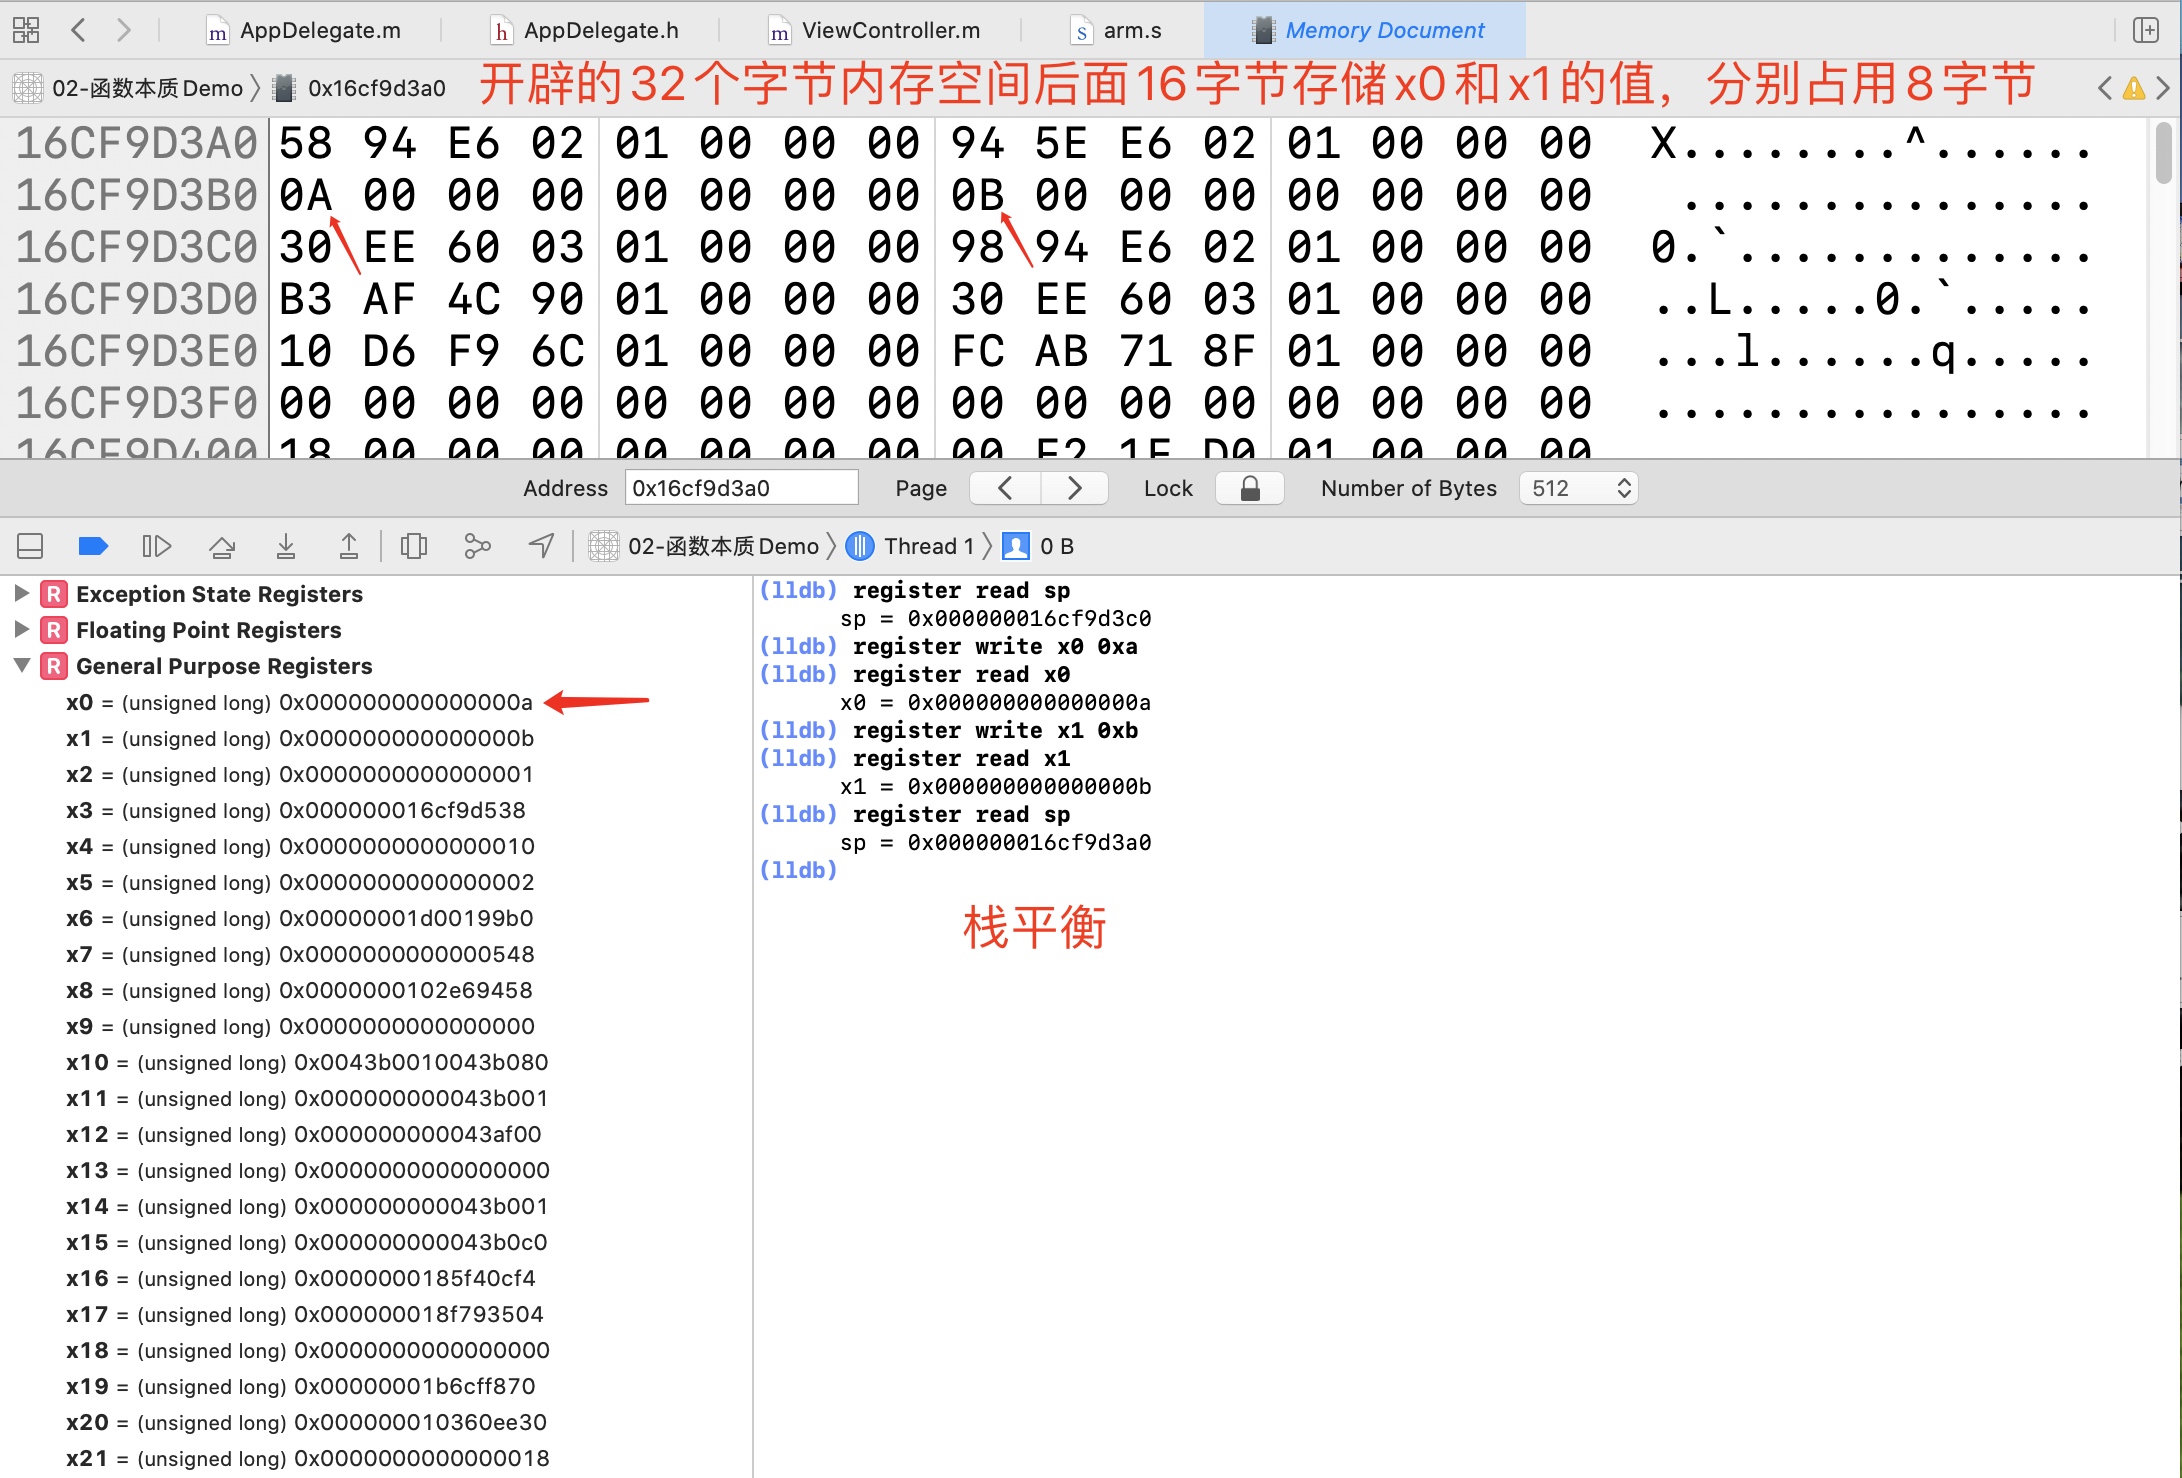 AppDelegate.m
AppDelegate.h
ViewController.m
arm.s
Memory Document
02-函数本质Demo
0x16cf9d3a0
开辟的32个字节内存空间后面16字节存储x0和x1的值，分别占用8字节
16CF9D3A0 58 94 E6 02 01 00 00 00 94 5E E6 02 01 00 00 00 X........^......
16CF9D3B0 0A 00 00 00 00 00 00 00 0B 00 00 00 00 00 00 00 ...............
16CF9D3C0 30 EE 60 03 01 00 00 00 98 94 E6 02 01 00 00 00 0.`.............
16CF9D3D0 B3 AF 4C 90 01 00 00 00 30 EE 60 03 01 00 00 00 ..L.....0.`.....
16CF9D3E0 10 D6 F9 6C 01 00 00 00 FC AB 71 8F 01 00 00 00 ...l......q.....
16CF9D3F0 00 00 00 00 00 00 00 00 00 00 00 00 00 00 00 00 ................
Address 0x16cf9d3a0 Page Lock Number of Bytes 512
02-函数本质Demo
Thread 1
0 B
R Exception State Registers
R Floating Point Registers
R General Purpose Registers
x0 = (unsigned long) 0x000000000000000a
x1 = (unsigned long) 0x000000000000000b
x2 = (unsigned long) 0x0000000000000001
x3 = (unsigned long) 0x000000016cf9d538
x4 = (unsigned long) 0x0000000000000010
x5 = (unsigned long) 0x0000000000000002
x6 = (unsigned long) 0x00000001d00199b0
x7 = (unsigned long) 0x0000000000000548
x8 = (unsigned long) 0x0000000102e69458
x9 = (unsigned long) 0x0000000000000000
x10 = (unsigned long) 0x0043b0010043b080
x11 = (unsigned long) 0x000000000043b001
x12 = (unsigned long) 0x000000000043af00
x13 = (unsigned long) 0x0000000000000000
x14 = (unsigned long) 0x000000000043b001
x15 = (unsigned long) 0x000000000043b0c0
x16 = (unsigned long) 0x0000000185f40cf4
x17 = (unsigned long) 0x000000018f793504
x18 = (unsigned long) 0x0000000000000000
x19 = (unsigned long) 0x00000001b6cff870
x20 = (unsigned long) 0x000000010360ee30
x21 = (unsigned long) 0x0000000000000018
(lldb) register read sp
sp = 0x000000016cf9d3c0
(lldb) register write x0 0xa
(lldb) register read x0
x0 = 0x000000000000000a
(lldb) register write x1 0xb
(lldb) register read x1
x1 = 0x000000000000000b
(lldb) register read sp
sp = 0x000000016cf9d3a0
(lldb)
栈平衡